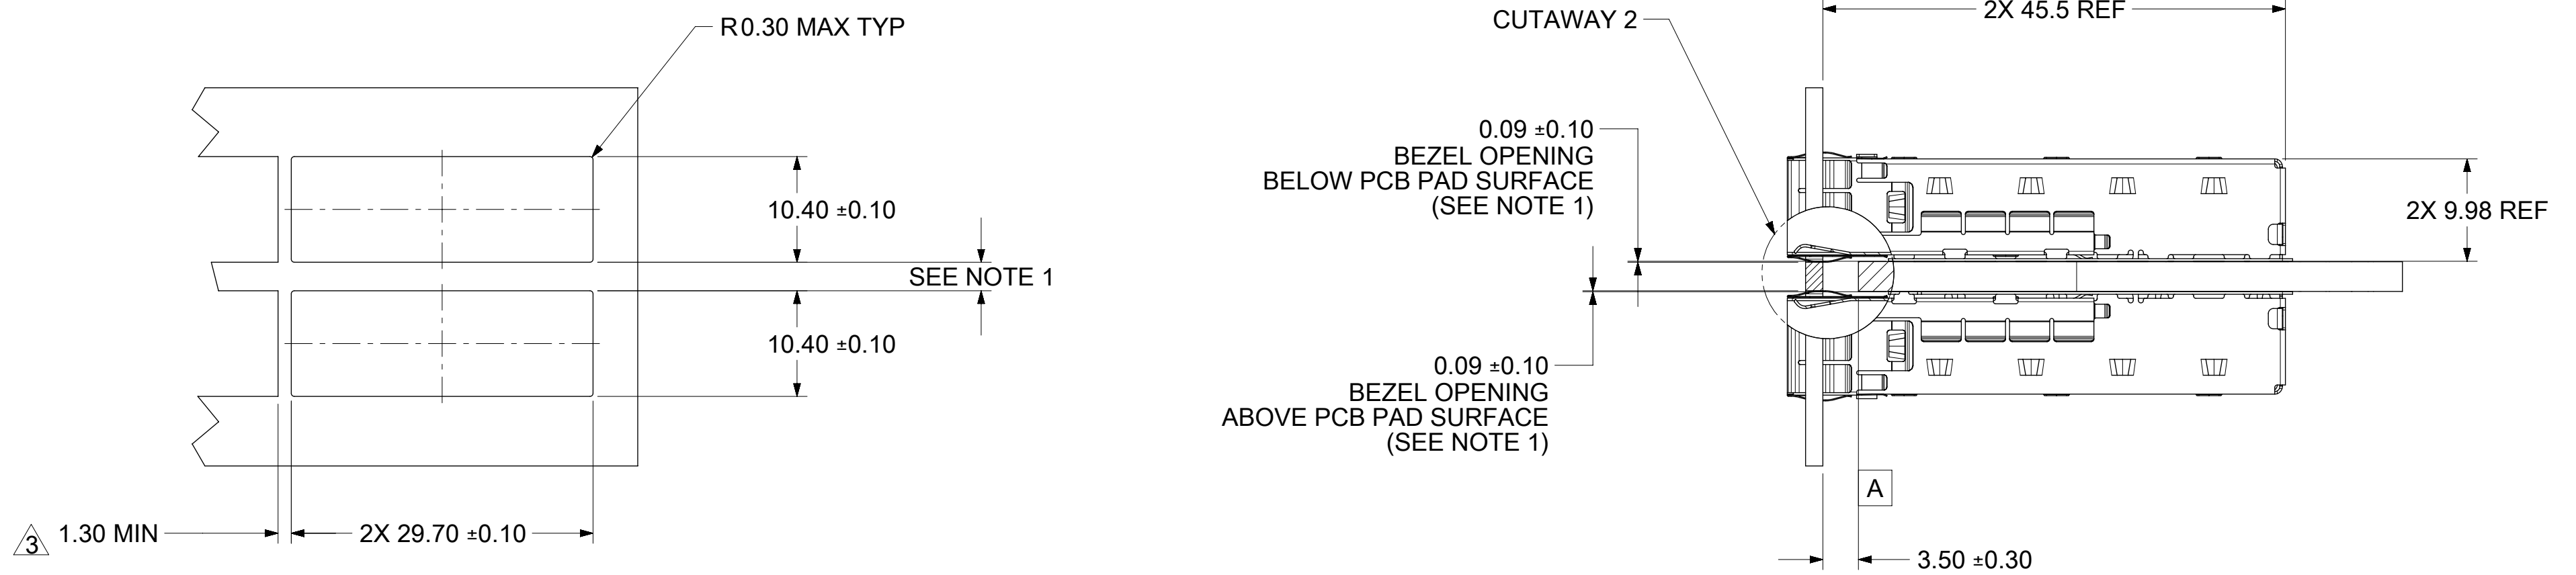 R0.30 MAX TYP
10.40 ±0.10
SEE NOTE 1
10.40 ±0.10
3
1.30 MIN
2X 29.70 ±0.10
CUTAWAY 2
2X 45.5 REF
0.09 ±0.10
BEZEL OPENING
BELOW PCB PAD SURFACE
(SEE NOTE 1)
2X 9.98 REF
0.09 ±0.10
BEZEL OPENING
ABOVE PCB PAD SURFACE
(SEE NOTE 1)
A
3.50 ±0.30